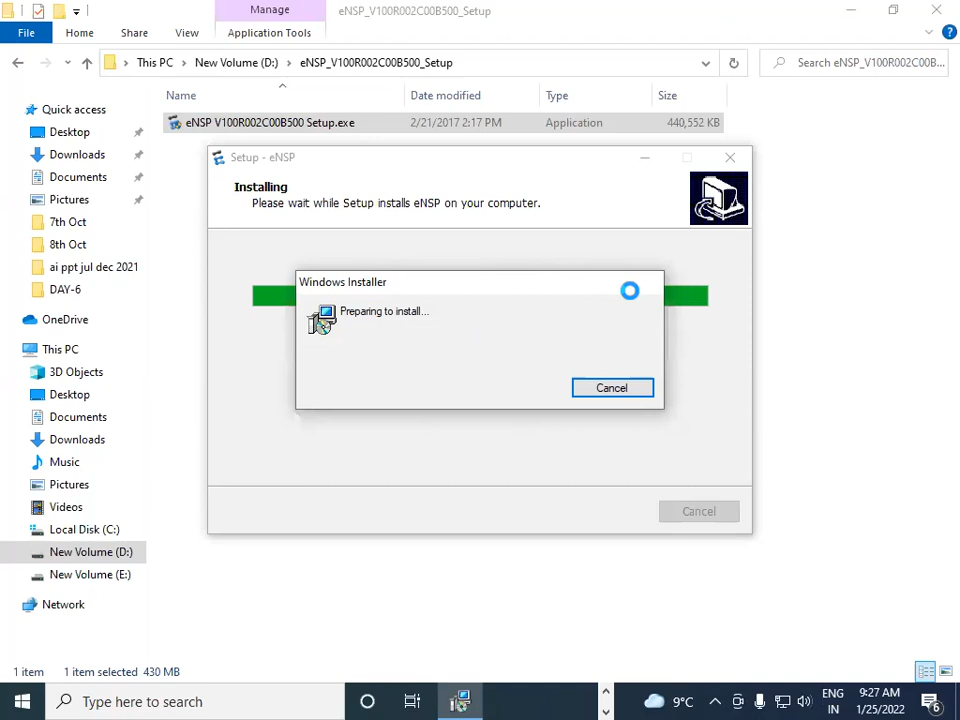 Manage
eNSP_V100R002C00B500_Setup
File
Home
Share
View
Application Tools
This PC
New Volume (D:)
eNSP_V100R002C00B500_Setup
Search eNSP_V100R002C00B...
Name
Date modified
Type
Size
eNSP V100R002C00B500 Setup.exe
2/21/2017 2:17 PM
Application
440,552 KB
Quick access
Desktop
Downloads
Documents
Pictures
7th Oct
8th Oct
ai ppt jul dec 2021
DAY-6
OneDrive
This PC
3D Objects
Desktop
Documents
Downloads
Music
Pictures
Videos
Local Disk (C:)
New Volume (D:)
New Volume (E:)
Network
Setup - eNSP
Installing
Please wait while Setup installs eNSP on your computer.
Windows Installer
Preparing to install...
Cancel
Cancel
1 item
1 item selected 430 MB
Type here to search
9°C
ENG
IN
9:27 AM
1/25/2022
6